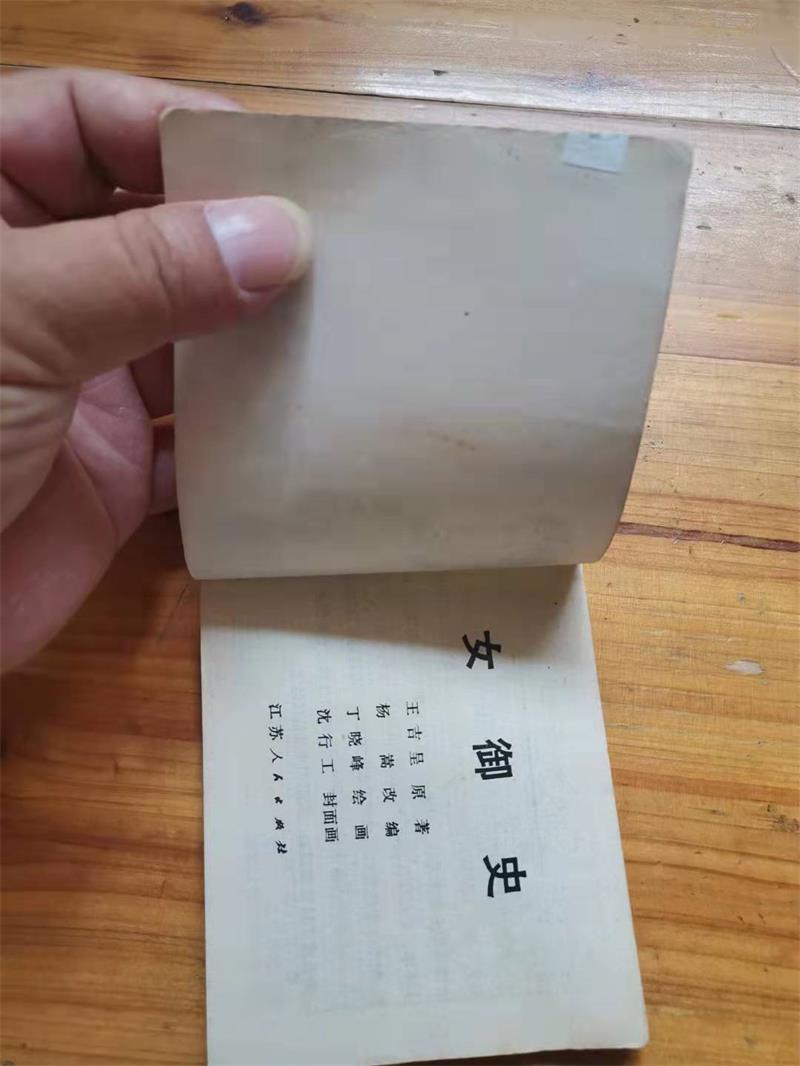 女御史
王吉呈 原著
杨嵩 改编
丁晓峰 绘画
沈行工 封面画
江苏人民出版社